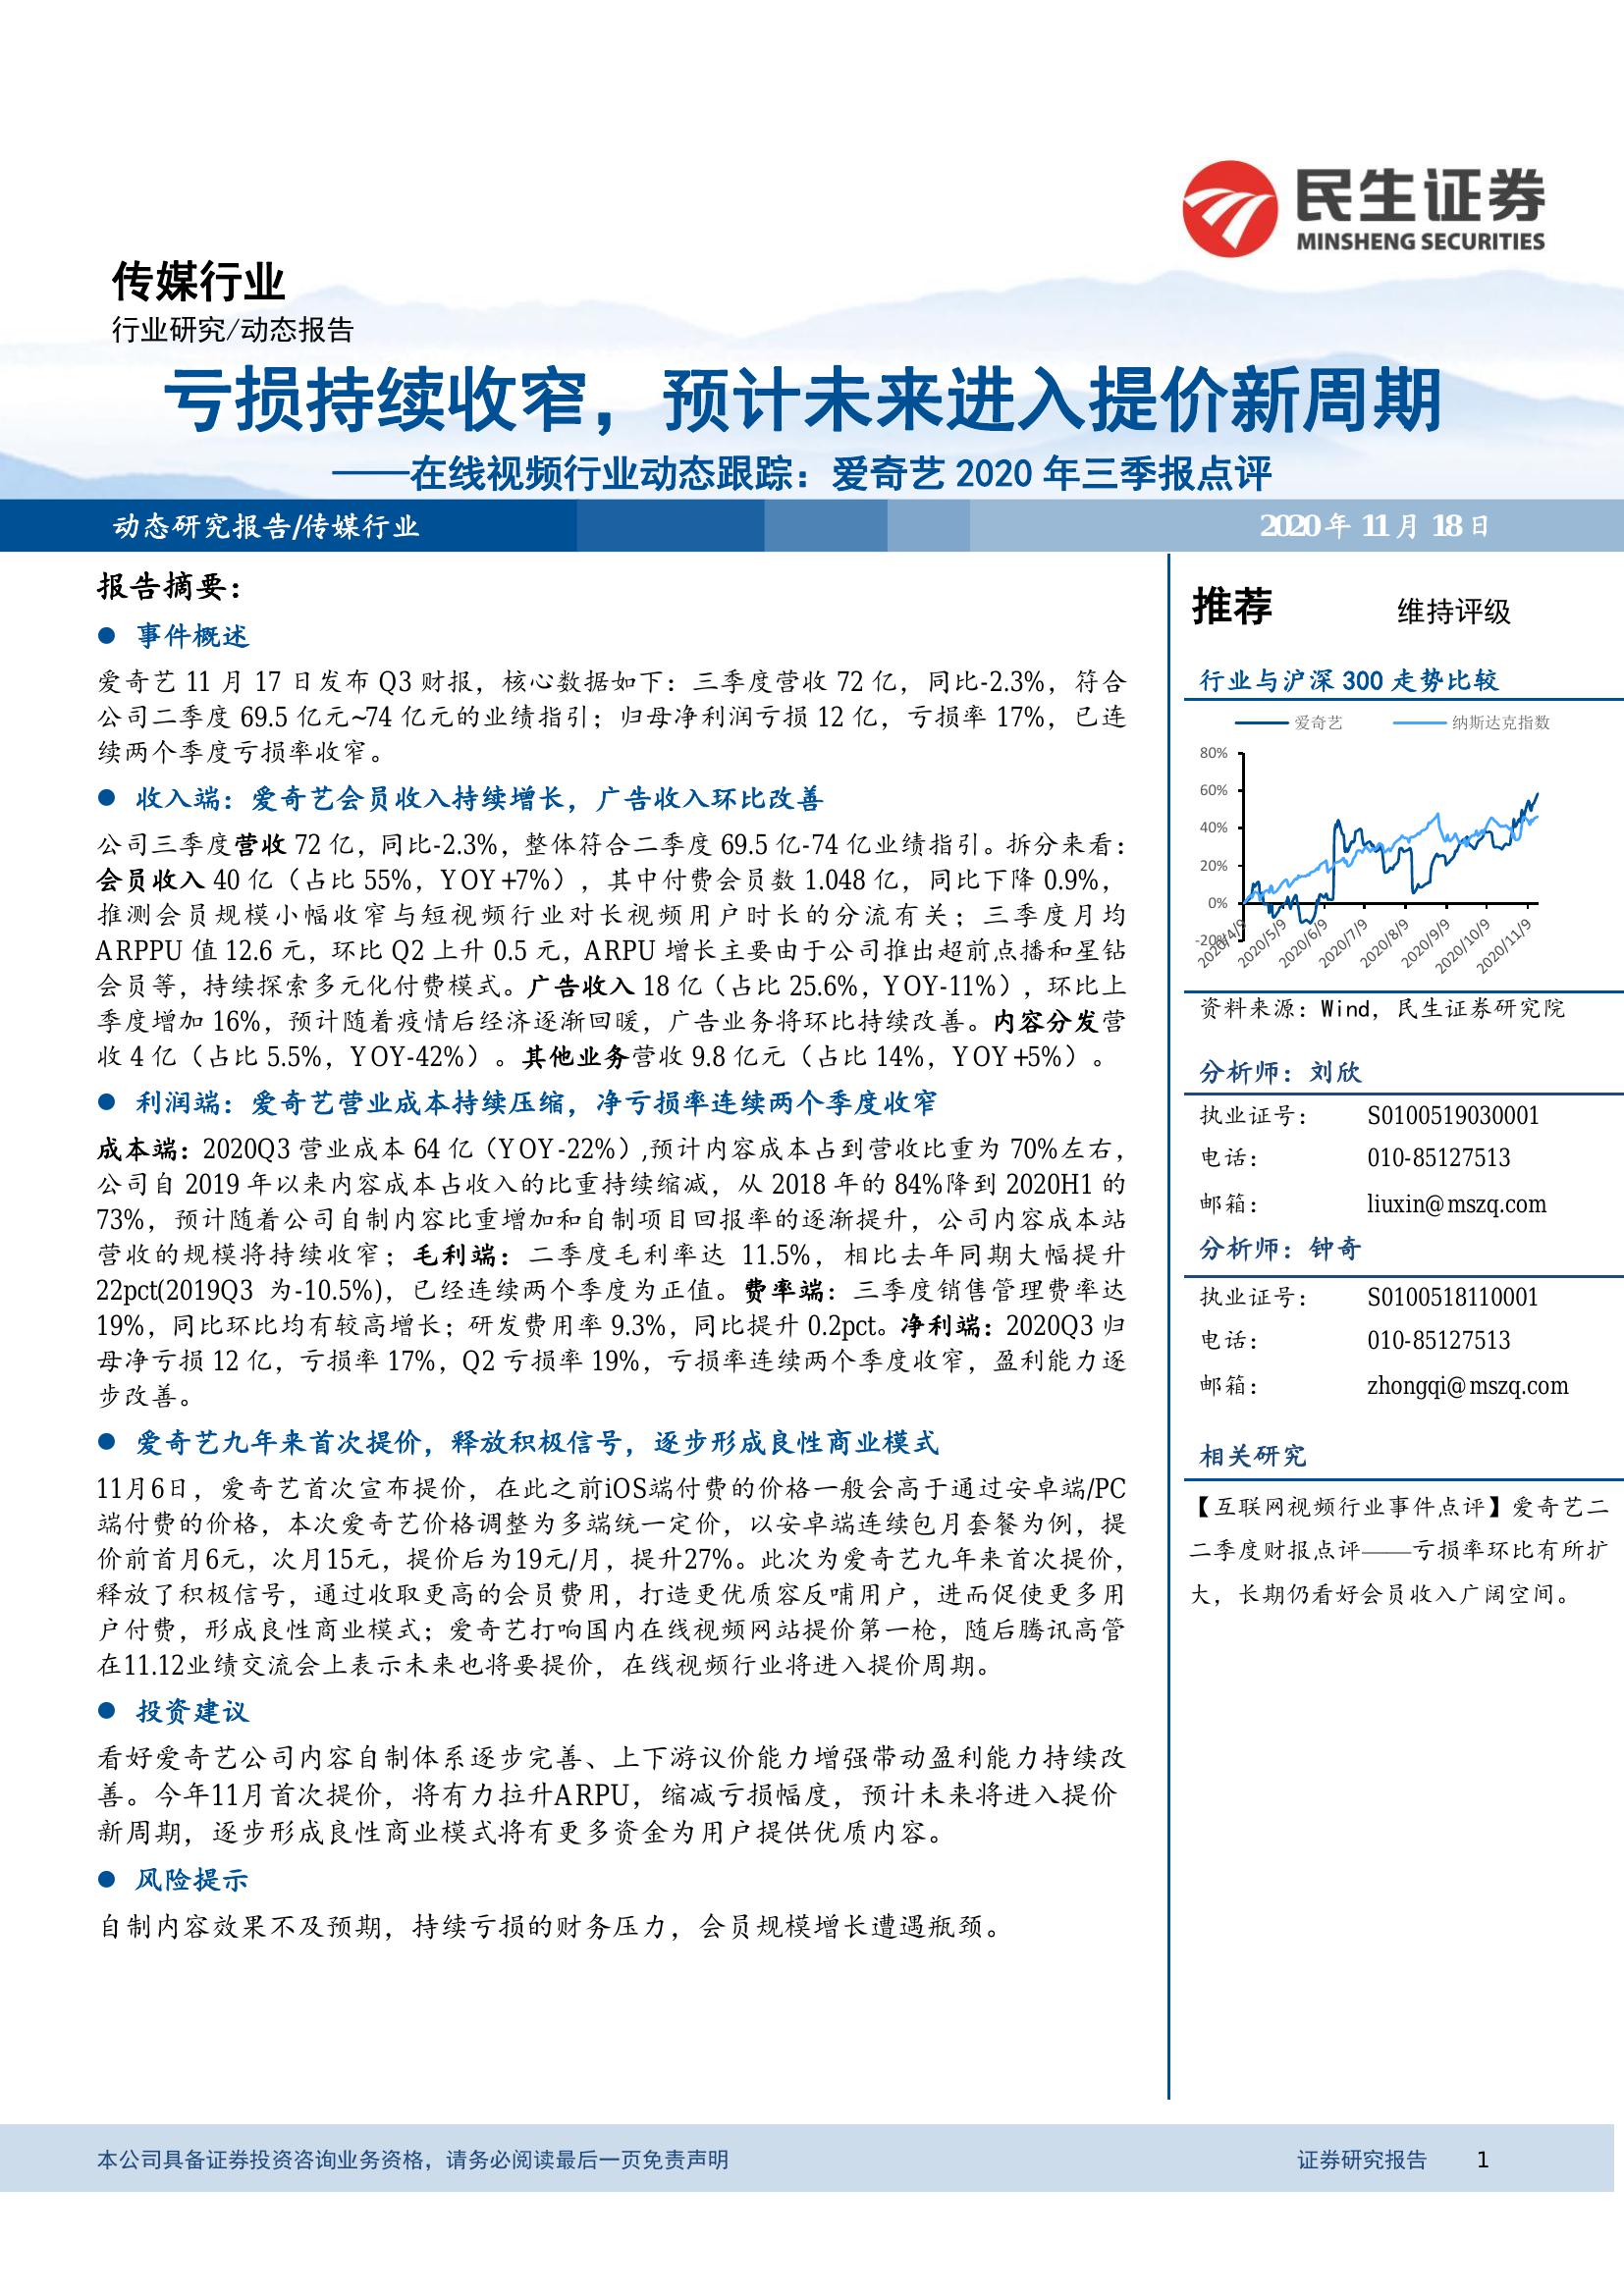 民生证券
MINSHENG SECURITIES
传媒行业
行业研究/动态报告
亏损持续收窄，预计未来进入提价新周期
——在线视频行业动态跟踪：爱奇艺 2020 年三季报点评
动态研究报告/传媒行业
2020 年 11 月 18 日
报告摘要：
● 事件概述
爱奇艺 11 月 17 日发布 Q3 财报，核心数据如下：三季度营收 72 亿，同比-2.3%，符合
公司二季度 69.5 亿元~74 亿元的业绩指引；归母净利润亏损 12 亿，亏损率 17%，已连
续两个季度亏损率收窄。
● 收入端：爱奇艺会员收入持续增长，广告收入环比改善
公司三季度营收 72 亿，同比-2.3%，整体符合二季度 69.5 亿-74 亿业绩指引。拆分来看：
会员收入 40 亿（占比 55%，YOY+7%），其中付费会员数 1.048 亿，同比下降 0.9%，
推测会员规模小幅收窄与短视频行业对长视频用户时长的分流有关；三季度月均
ARPPU 值 12.6 元，环比 Q2 上升 0.5 元，ARPU 增长主要由于公司推出超前点播和星钻
会员等，持续探索多元化付费模式。广告收入 18 亿（占比 25.6%，YOY-11%），环比上
季度增加 16%，预计随着疫情后经济逐渐回暖，广告业务将环比持续改善。内容分发营
收 4 亿（占比 5.5%，YOY-42%）。其他业务营收 9.8 亿元（占比 14%，YOY+5%）。
● 利润端：爱奇艺营业成本持续压缩，净亏损率连续两个季度收窄
成本端：2020Q3 营业成本 64 亿（YOY-22%）,预计内容成本占到营收比重为 70%左右，
公司自 2019 年以来内容成本占收入的比重持续缩减，从 2018 年的 84%降到 2020H1 的
73%，预计随着公司自制内容比重增加和自制项目回报率的逐渐提升，公司内容成本站
营收的规模将持续收窄；毛利端：二季度毛利率达 11.5%，相比去年同期大幅提升
22pct(2019Q3 为-10.5%)，已经连续两个季度为正值。费率端：三季度销售管理费率达
19%，同比环比均有较高增长；研发费用率 9.3%，同比提升 0.2pct。净利端：2020Q3 归
母净亏损 12 亿，亏损率 17%，Q2 亏损率 19%，亏损率连续两个季度收窄，盈利能力逐
步改善。
● 爱奇艺九年来首次提价，释放积极信号，逐步形成良性商业模式
11月6日，爱奇艺首次宣布提价，在此之前iOS端付费的价格一般会高于通过安卓端/PC
端付费的价格，本次爱奇艺价格调整为多端统一定价，以安卓端连续包月套餐为例，提
价前首月6元，次月15元，提价后为19元/月，提升27%。此次为爱奇艺九年来首次提价，
释放了积极信号，通过收取更高的会员费用，打造更优质容反哺用户，进而促使更多用
户付费，形成良性商业模式；爱奇艺打响国内在线视频网站提价第一枪，随后腾讯高管
在11.12业绩交流会上表示未来也将要提价，在线视频行业将进入提价周期。
● 投资建议
看好爱奇艺公司内容自制体系逐步完善、上下游议价能力增强带动盈利能力持续改
善。今年11月首次提价，将有力拉升ARPU，缩减亏损幅度，预计未来将进入提价
新周期，逐步形成良性商业模式将有更多资金为用户提供优质内容。
● 风险提示
自制内容效果不及预期，持续亏损的财务压力，会员规模增长遭遇瓶颈。
推荐 维持评级
行业与沪深 300 走势比较
爱奇艺 纳斯达克指数
80%
60%
40%
20%
0%
-20%
2020/4/9 2020/5/9 2020/6/9 2020/7/9 2020/8/9 2020/9/9 2020/10/9 2020/11/9
资料来源：Wind，民生证券研究院
分析师：刘欣
执业证号： S0100519030001
电话： 010-85127513
邮箱： liuxin@mszq.com
分析师：钟奇
执业证号： S0100518110001
电话： 010-85127513
邮箱： zhongqi@mszq.com
相关研究
【互联网视频行业事件点评】爱奇艺二
二季度财报点评——亏损率环比有所扩
大，长期仍看好会员收入广阔空间。
本公司具备证券投资咨询业务资格，请务必阅读最后一页免责声明
证券研究报告 1